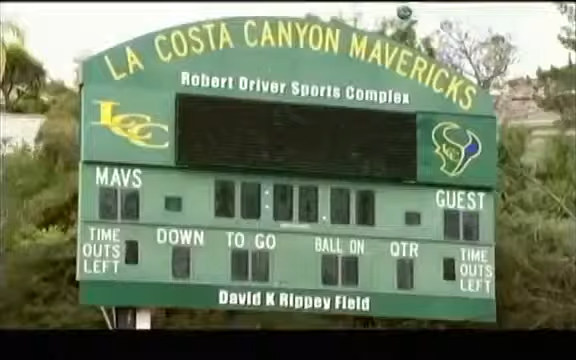 LA COSTA CANYON MAVERICKS
Robert Driver Sports Complex
LCC
MAVS
GUEST
TIME OUTS LEFT
DOWN
TO GO
BALL ON
QTR
TIME OUTS LEFT
David K Rippey Field